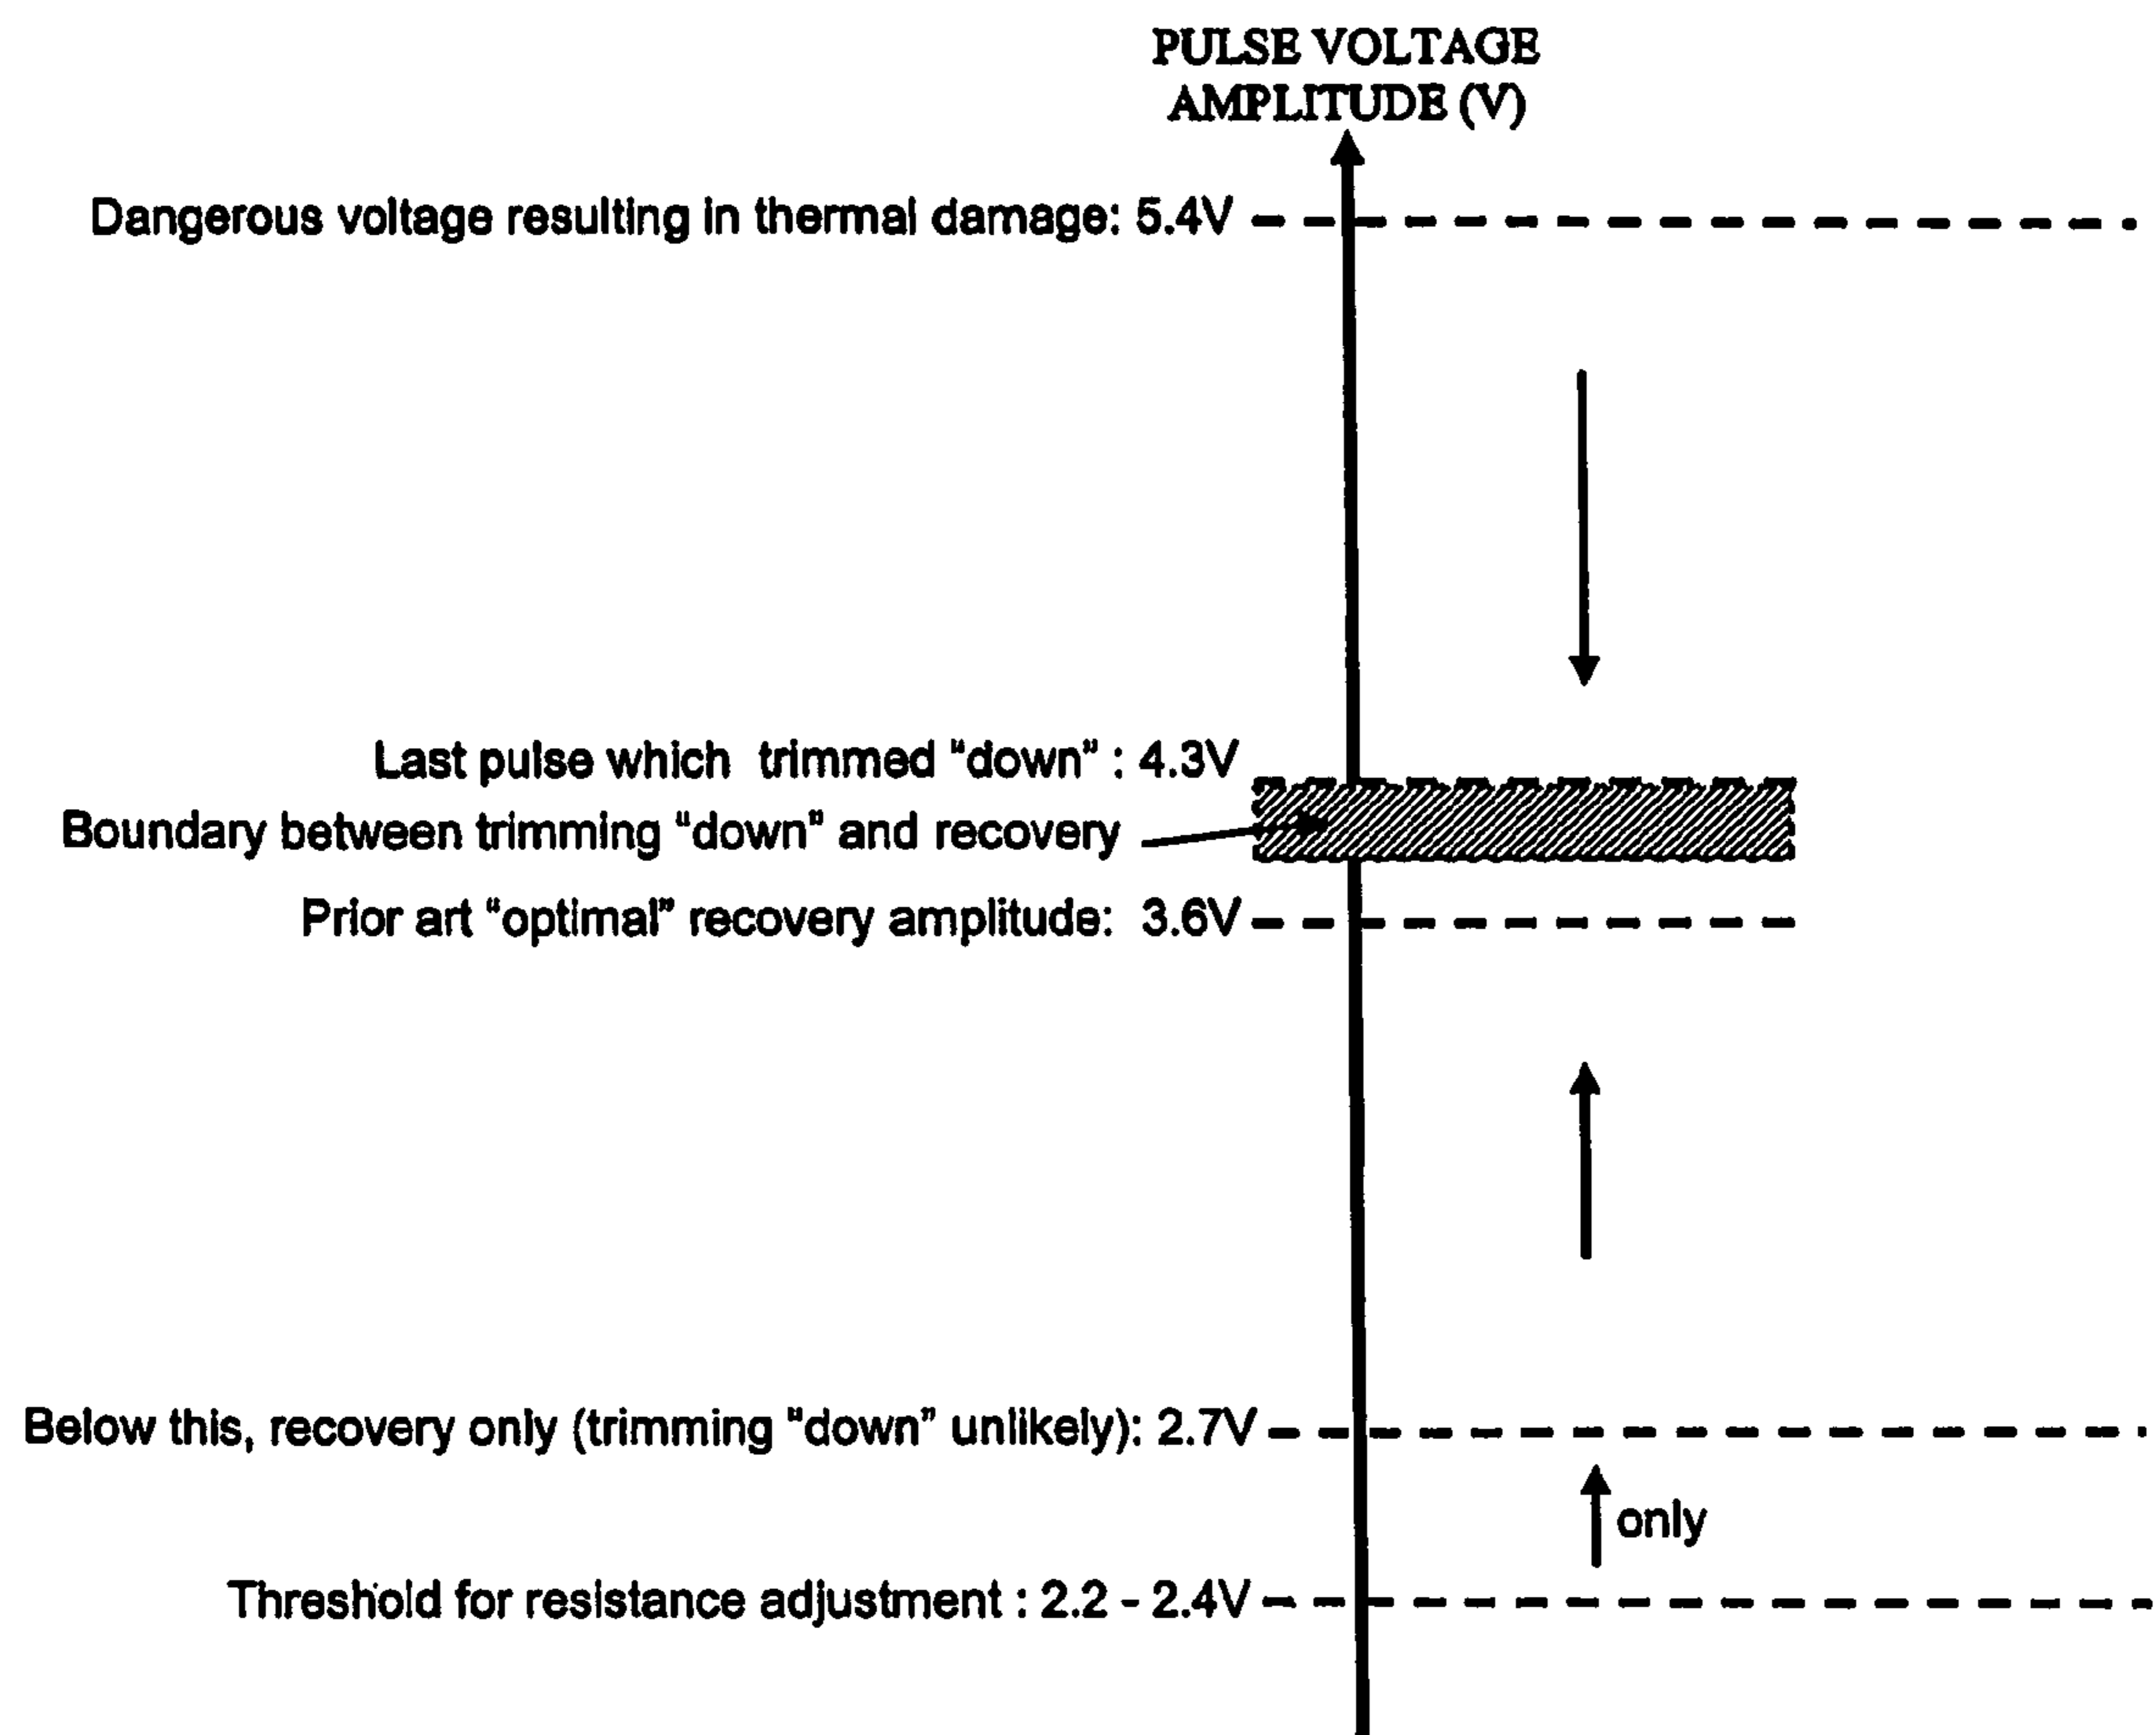 PULSE VOLTAGE
AMPLITUDE (V)
Dangerous voltage resulting in thermal damage: 5.4V
Last pulse which trimmed “down” : 4.3V
Boundary between trimming “down” and recovery
Prior art “optimal” recovery amplitude: 3.6V
Below this, recovery only (trimming “down” unlikely): 2.7V
only
Threshold for resistance adjustment : 2.2 - 2.4V